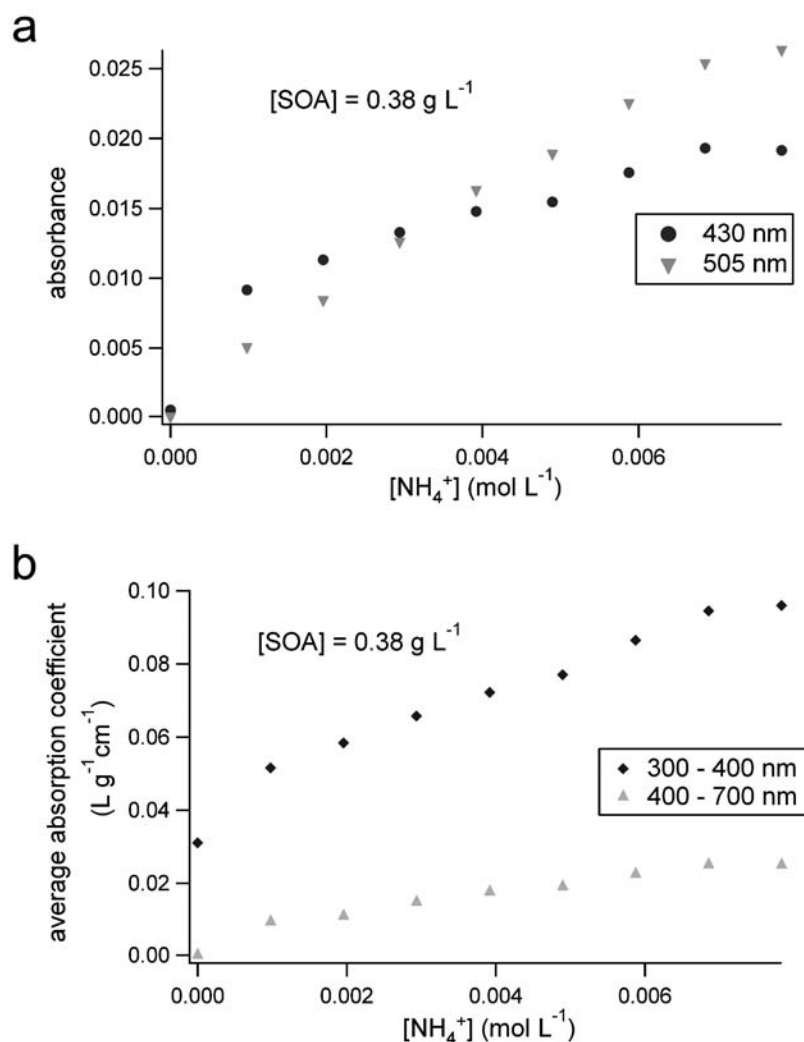 a
0.025
0.020
0.015
0.010
0.005
0.000
absorbance
[SOA] = 0.38 g L⁻¹
430 nm
505 nm
0.000
0.002
0.004
0.006
[NH₄⁺] (mol L⁻¹)
b
0.10
0.08
0.06
0.04
0.02
0.00
average absorption coefficient
(L g⁻¹cm⁻¹)
[SOA] = 0.38 g L⁻¹
300 - 400 nm
400 - 700 nm
0.000
0.002
0.004
0.006
[NH₄⁺] (mol L⁻¹)